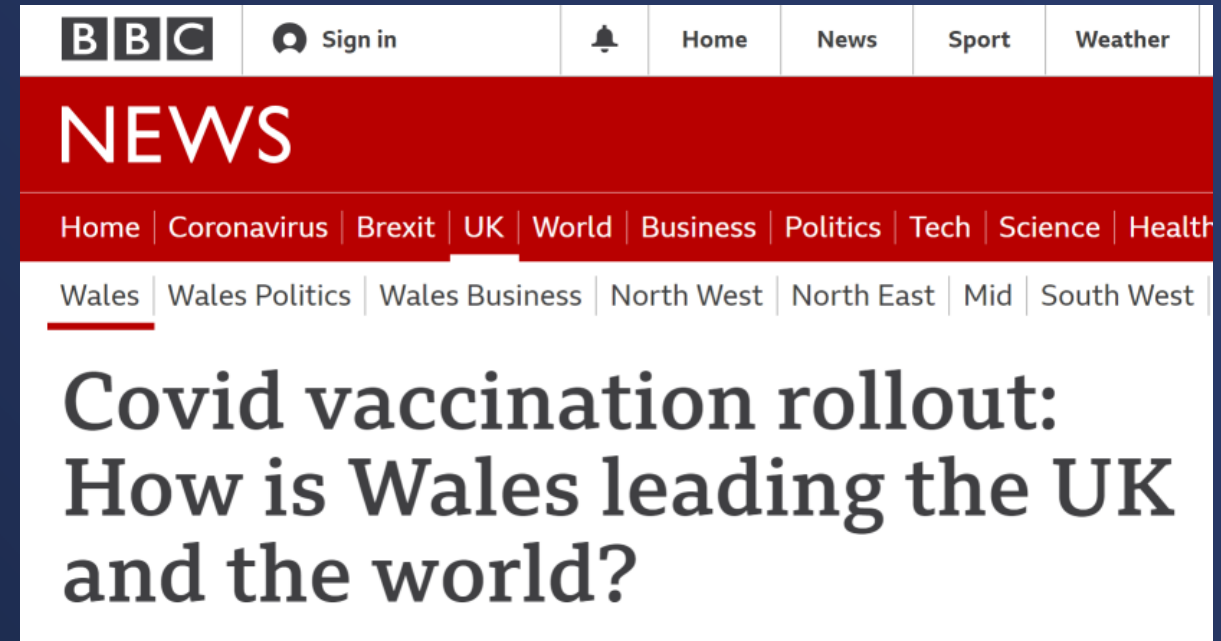 BBC Sign in Home News Sport Weather
NEWS
Home Coronavirus Brexit UK World Business Politics Tech Science Health
Wales Wales Politics Wales Business North West North East Mid South West
Covid vaccination rollout:
How is Wales leading the UK
and the world?